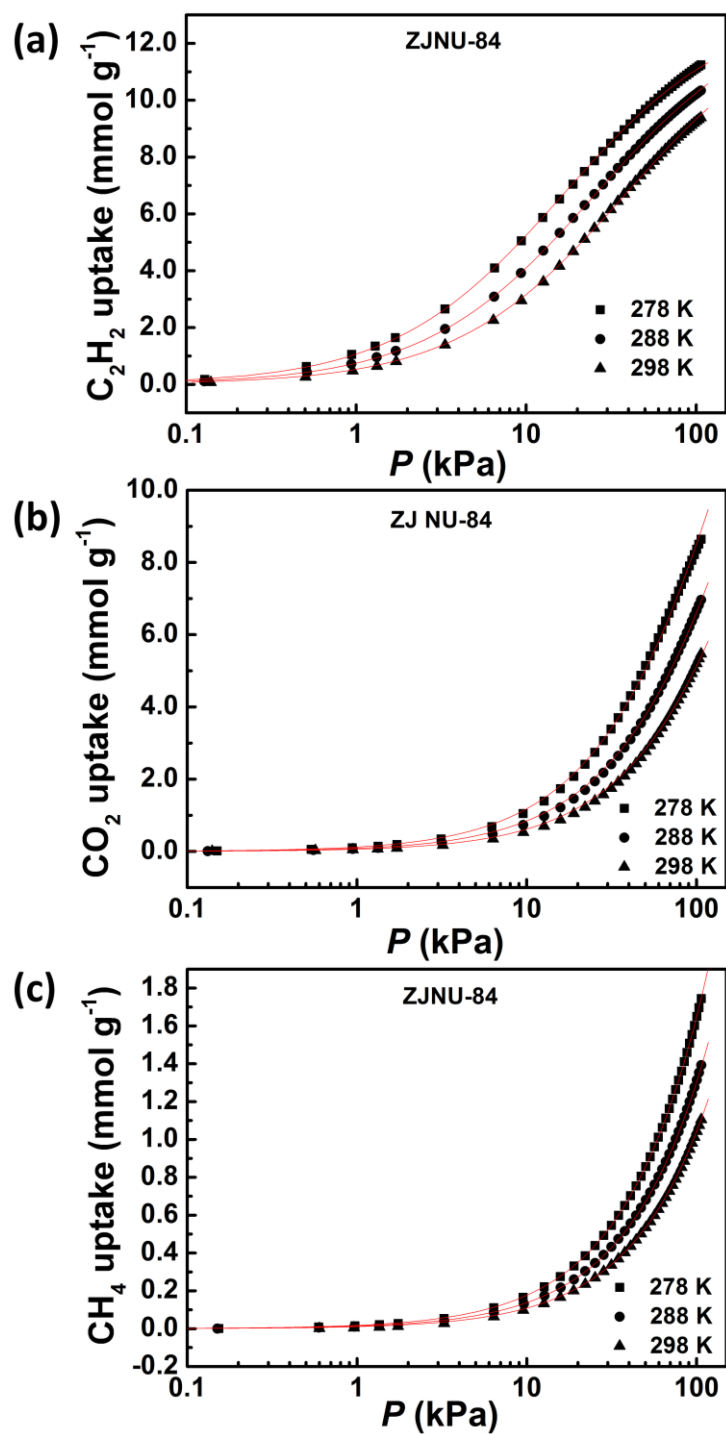 (a)
ZJNU-84
C₂H₂ uptake (mmol g⁻¹)
12.0
10.0
8.0
6.0
4.0
2.0
0.0
278 K
288 K
298 K
0.1
1
10
100
P (kPa)
(b)
ZJ NU-84
CO₂ uptake (mmol g⁻¹)
10.0
8.0
6.0
4.0
2.0
0.0
278 K
288 K
298 K
0.1
1
10
100
P (kPa)
(c)
ZJNU-84
CH₄ uptake (mmol g⁻¹)
1.8
1.6
1.4
1.2
1.0
0.8
0.6
0.4
0.2
0.0
-0.2
278 K
288 K
298 K
0.1
1
10
100
P (kPa)